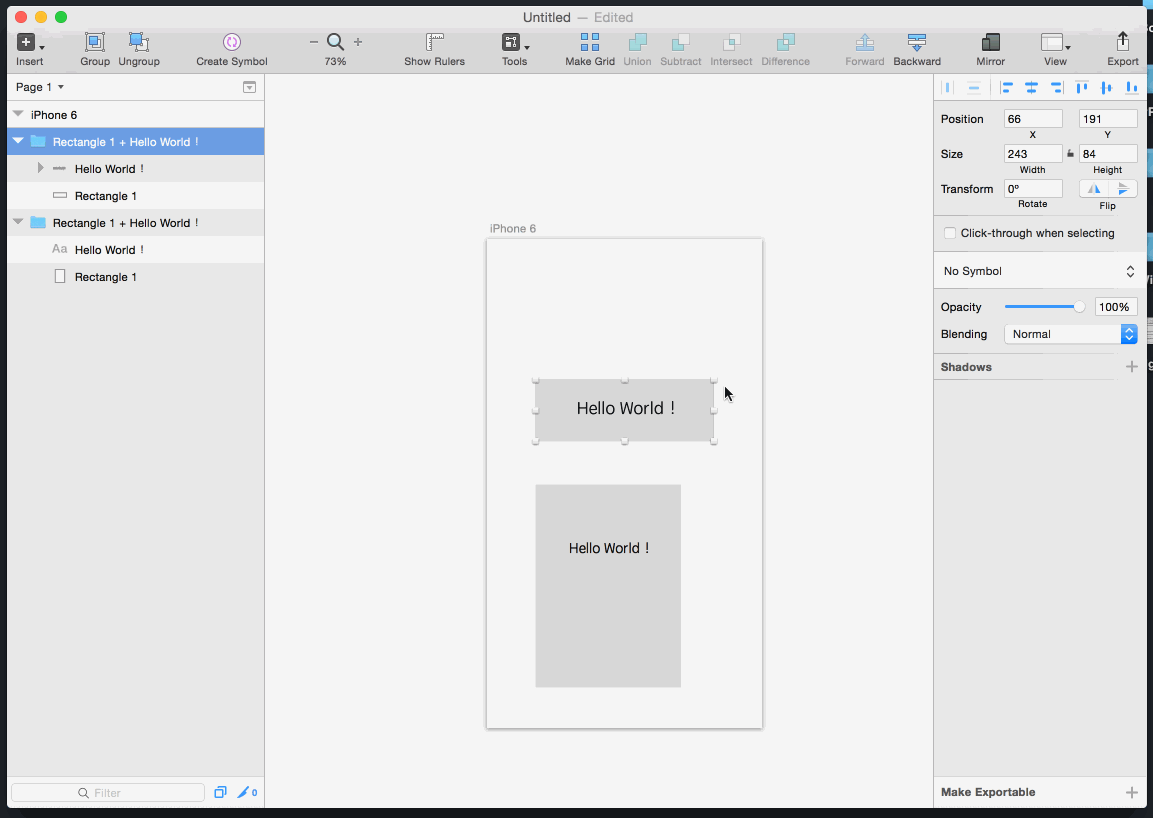 Untitled — Edited
Insert
Group
Ungroup
Create Symbol
73%
Show Rulers
Tools
Make Grid
Union
Subtract
Intersect
Difference
Forward
Backward
Mirror
View
Export
Page 1
iPhone 6
Rectangle 1 + Hello World !
Hello World !
Rectangle 1
Rectangle 1 + Hello World !
Aa Hello World !
Rectangle 1
Filter
0
iPhone 6
Hello World !
Hello World !
Position 66 191
X Y
Size 243 84
Width Height
Transform 0°
Rotate Flip
Click-through when selecting
No Symbol
Opacity 100%
Blending Normal
Shadows
Make Exportable